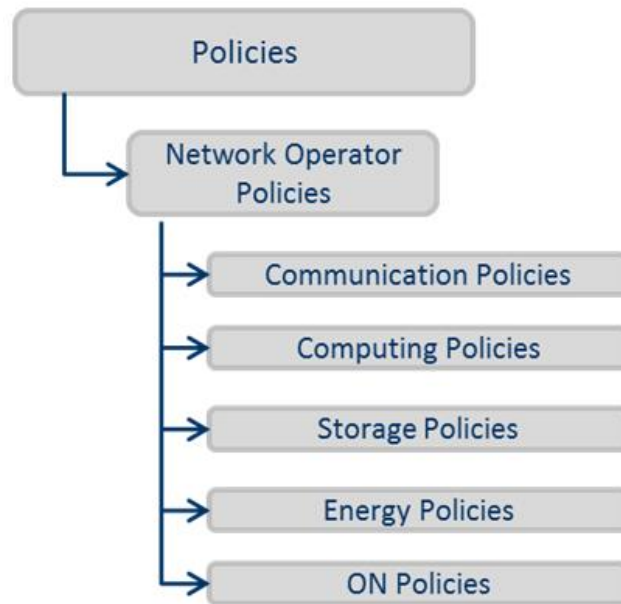 Policies
Network Operator
Policies
Communication Policies
Computing Policies
Storage Policies
Energy Policies
ON Policies